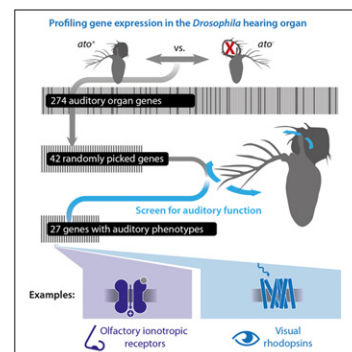 Profiling gene expression in the Drosophila hearing organ
ato+ vs. ato-
X
274 auditory organ genes
42 randomly picked genes
Screen for auditory function
27 genes with auditory phenotypes
Examples:
+
Olfactory ionotropic
receptors
Visual
rhodopsins